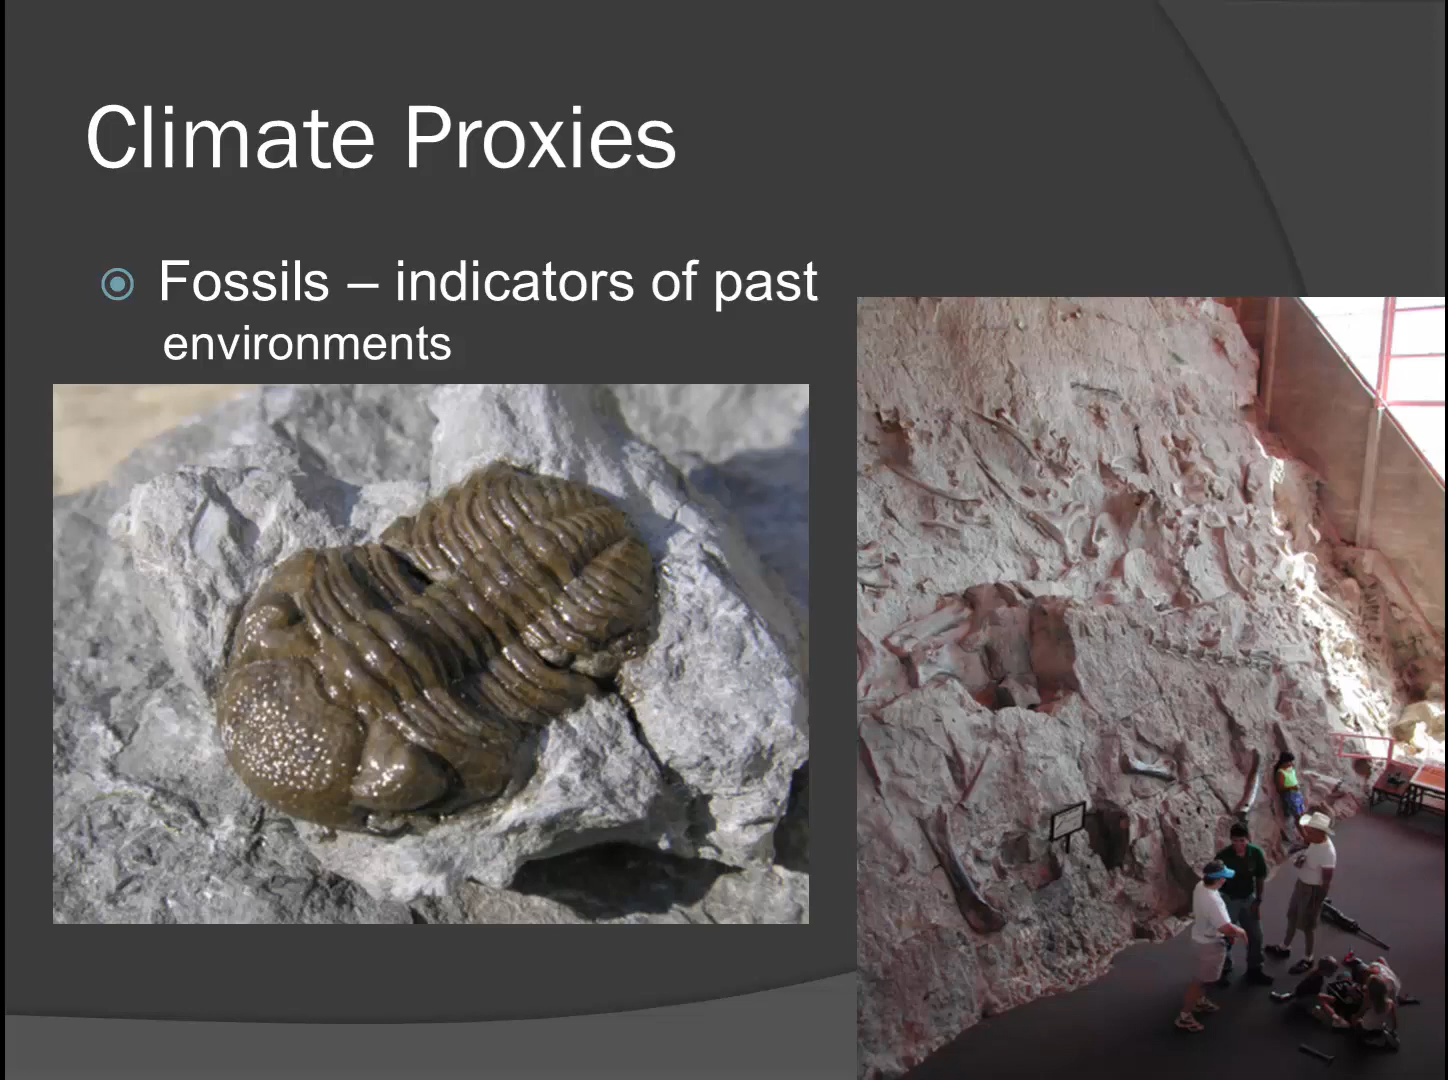 Climate Proxies
Fossils – indicators of past
environments